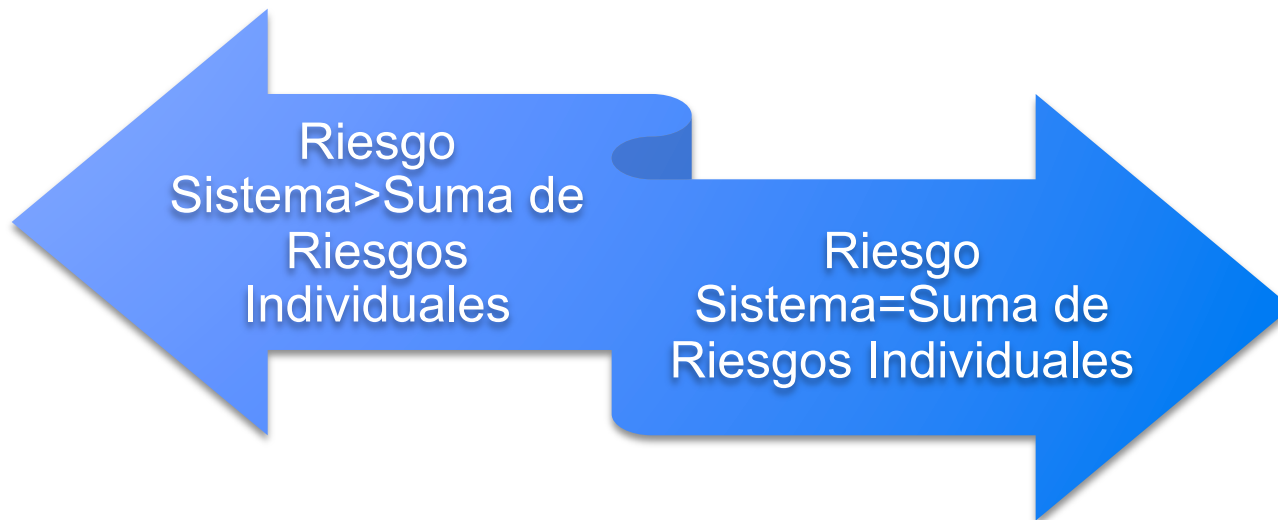 Riesgo
Sistema>Suma de
Riesgos
Individuales
Riesgo
Sistema=Suma de
Riesgos Individuales